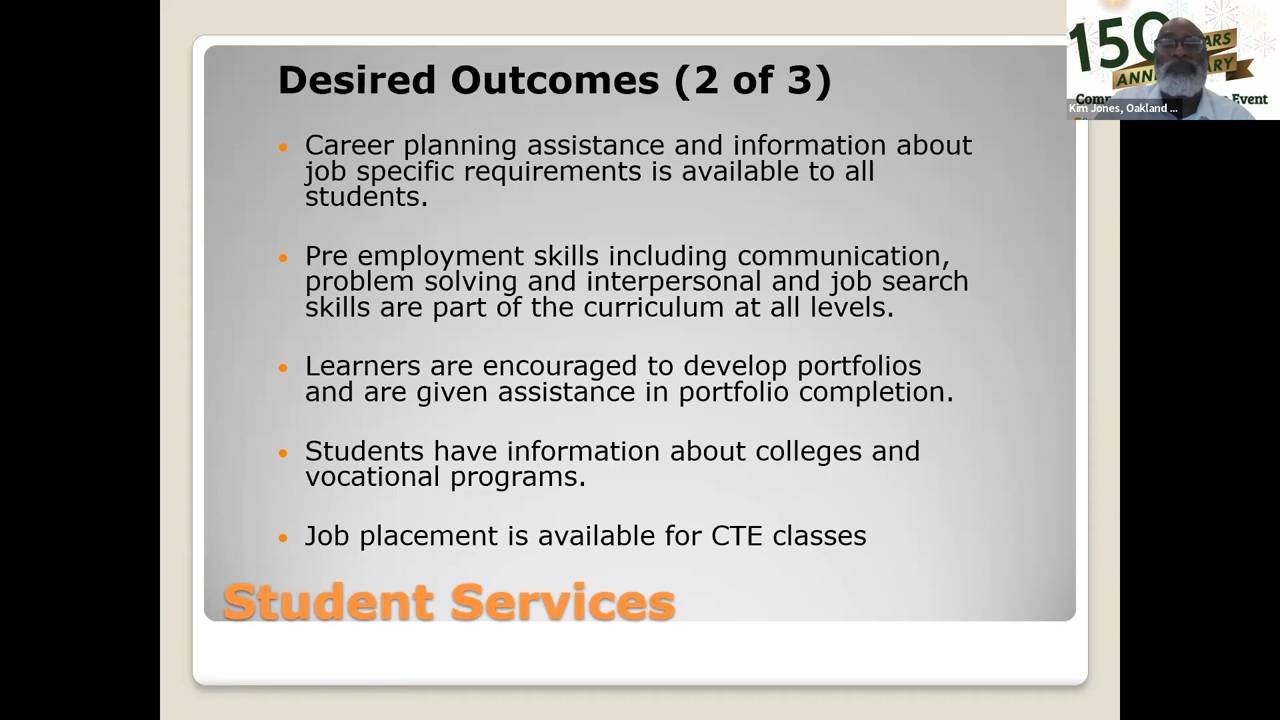 Desired Outcomes (2 of 3)
Career planning assistance and information about
job specific requirements is available to all
students.
Pre employment skills including communication,
problem solving and interpersonal and job search
skills are part of the curriculum at all levels.
Learners are encouraged to develop portfolios
and are given assistance in portfolio completion.
Students have information about colleges and
vocational programs.
Job placement is available for CTE classes
Student Services
150
Kim Jones, Oakland ...
Event